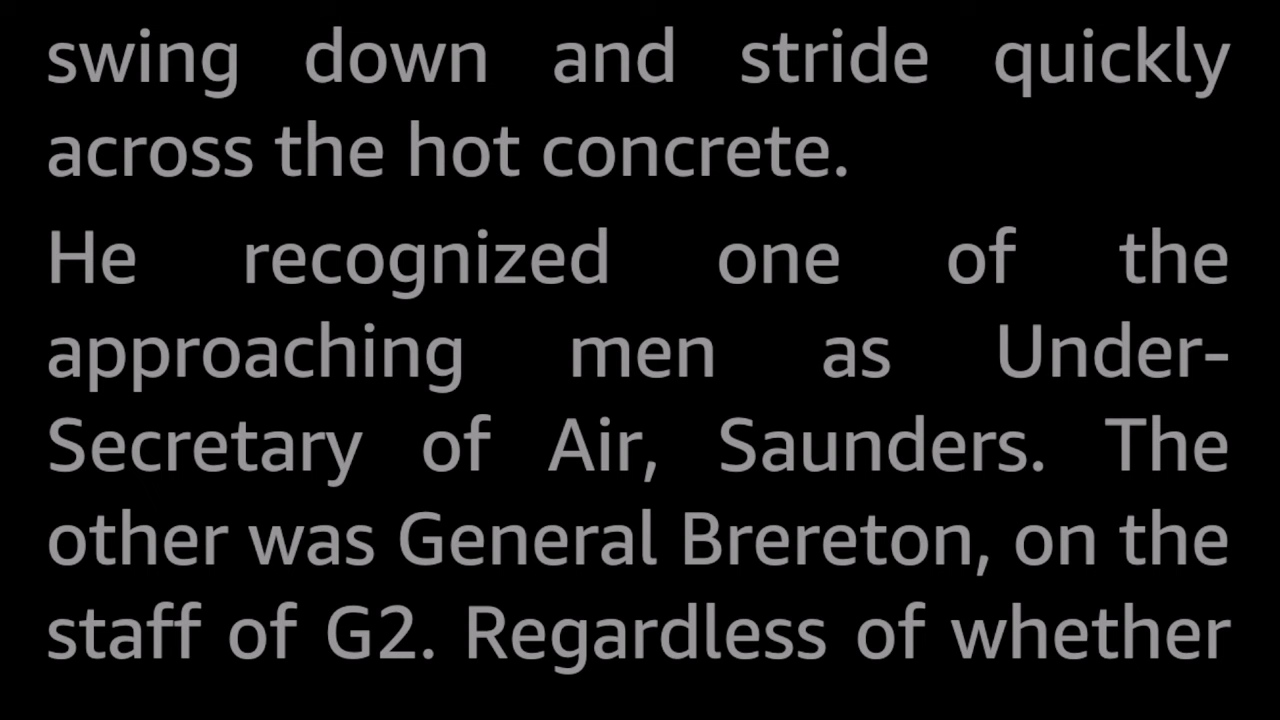 swing down and stride quickly
across the hot concrete.
He recognized one of the
approaching men as Under-
Secretary of Air, Saunders. The
other was General Brereton, on the
staff of G2. Regardless of whether